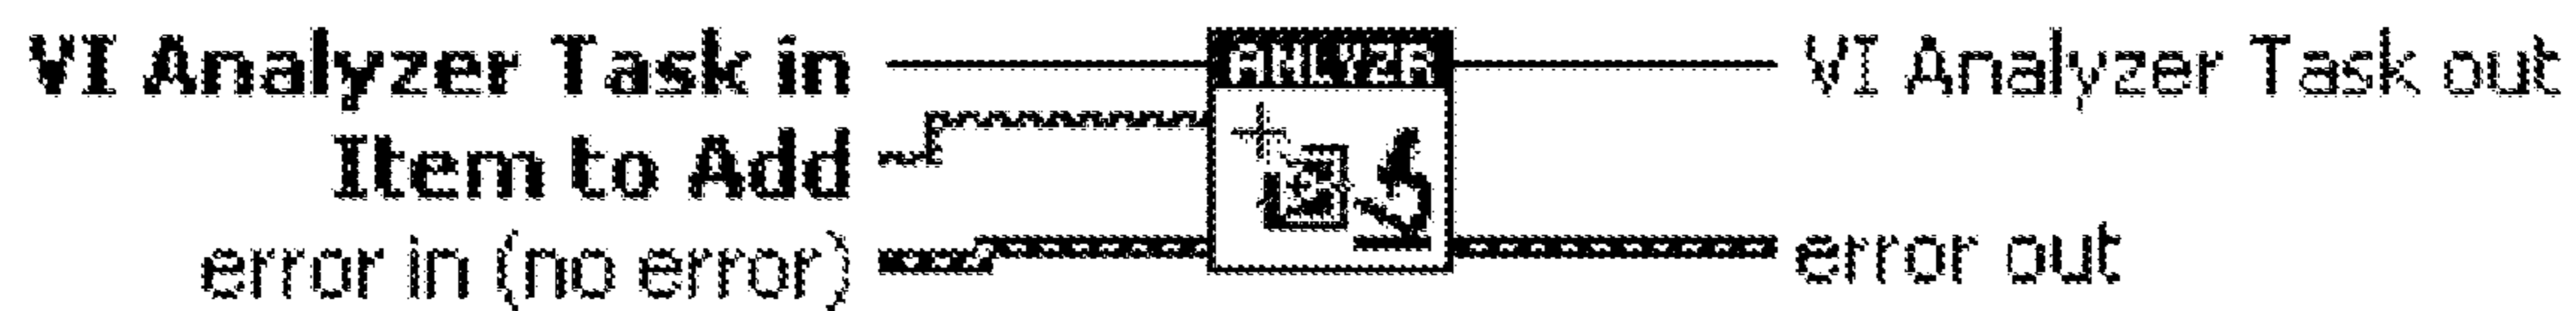 VI Analyzer Task in
ANLYZR
VI Analyzer Task out
Item to Add
error in (no error)
error out